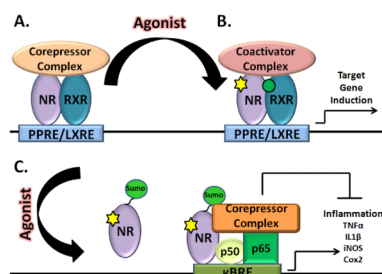 A.
Corepressor
Complex
NR
RXR
PPRE/LXRE
Agonist
B.
Coactivator
Complex
NR
RXR
PPRE/LXRE
Target
Gene
Induction
C.
Agonist
Sumo
NR
Sumo
NR
Corepressor
Complex
p50
p65
κBRE
Inflammation
TNFα
IL1β
iNOS
Cox2